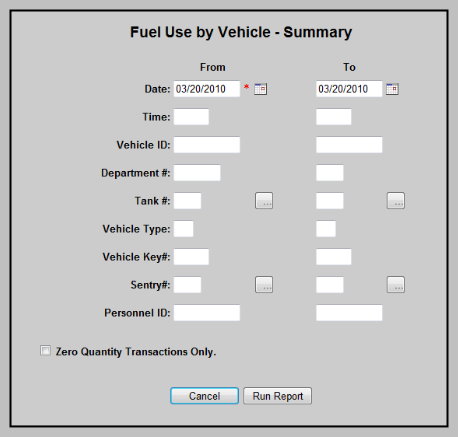 Fuel Use by Vehicle - Summary
From To
Date: 03/20/2010 * 03/20/2010
Time:
Vehicle ID:
Department #:
Tank #: ... ...
Vehicle Type:
Vehicle Key#:
Sentry#: ... ...
Personnel ID:
Zero Quantity Transactions Only.
Cancel Run Report